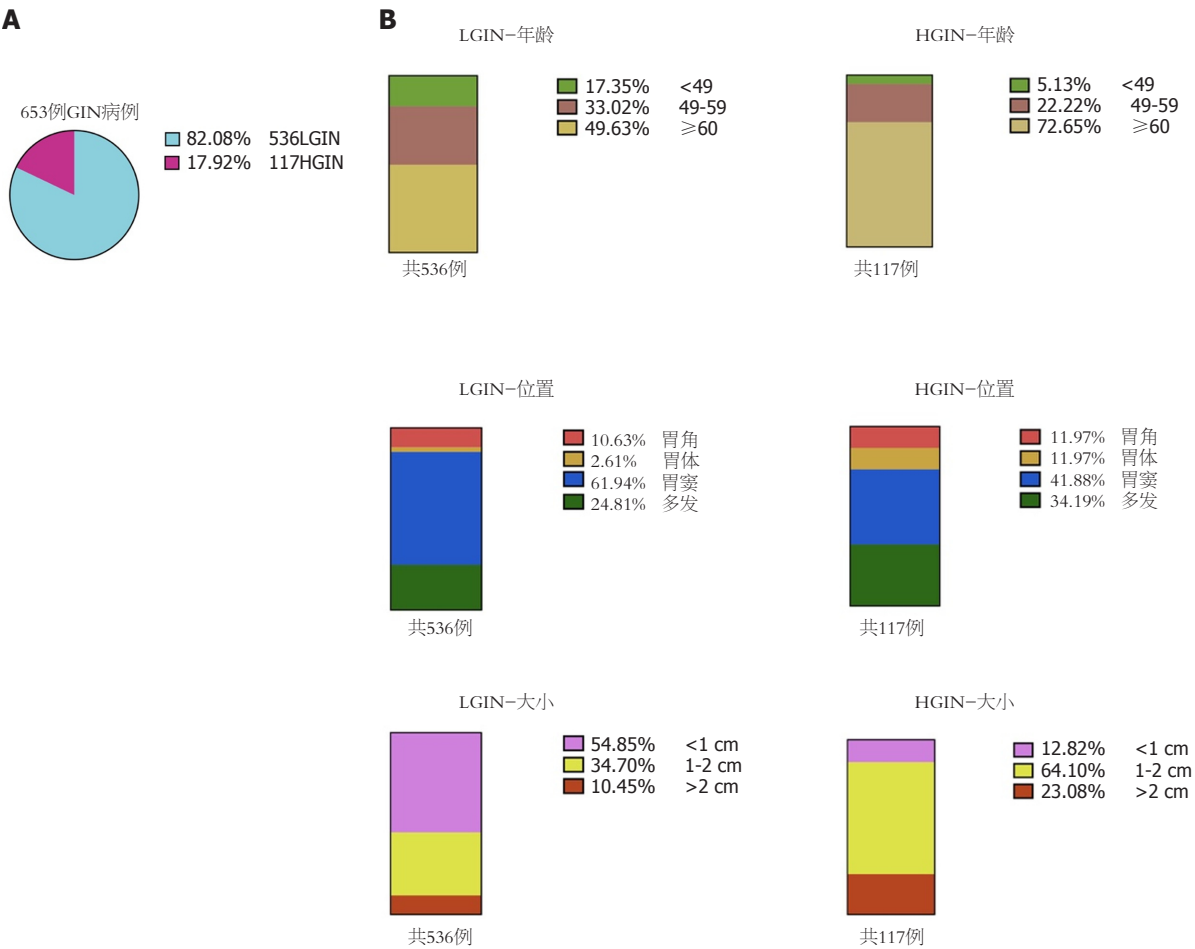 A
B
653例GIN病例
82.08% 536LGIN
17.92% 117HGIN
LGIN-年龄
17.35% <49
33.02% 49-59
49.63% ≥60
共536例
HGIN-年龄
5.13% <49
22.22% 49-59
72.65% ≥60
共117例
LGIN-位置
10.63% 胃角
2.61% 胃体
61.94% 胃窦
24.81% 多发
共536例
HGIN-位置
11.97% 胃角
11.97% 胃体
41.88% 胃窦
34.19% 多发
共117例
LGIN-大小
54.85% <1 cm
34.70% 1-2 cm
10.45% >2 cm
共536例
HGIN-大小
12.82% <1 cm
64.10% 1-2 cm
23.08% >2 cm
共117例